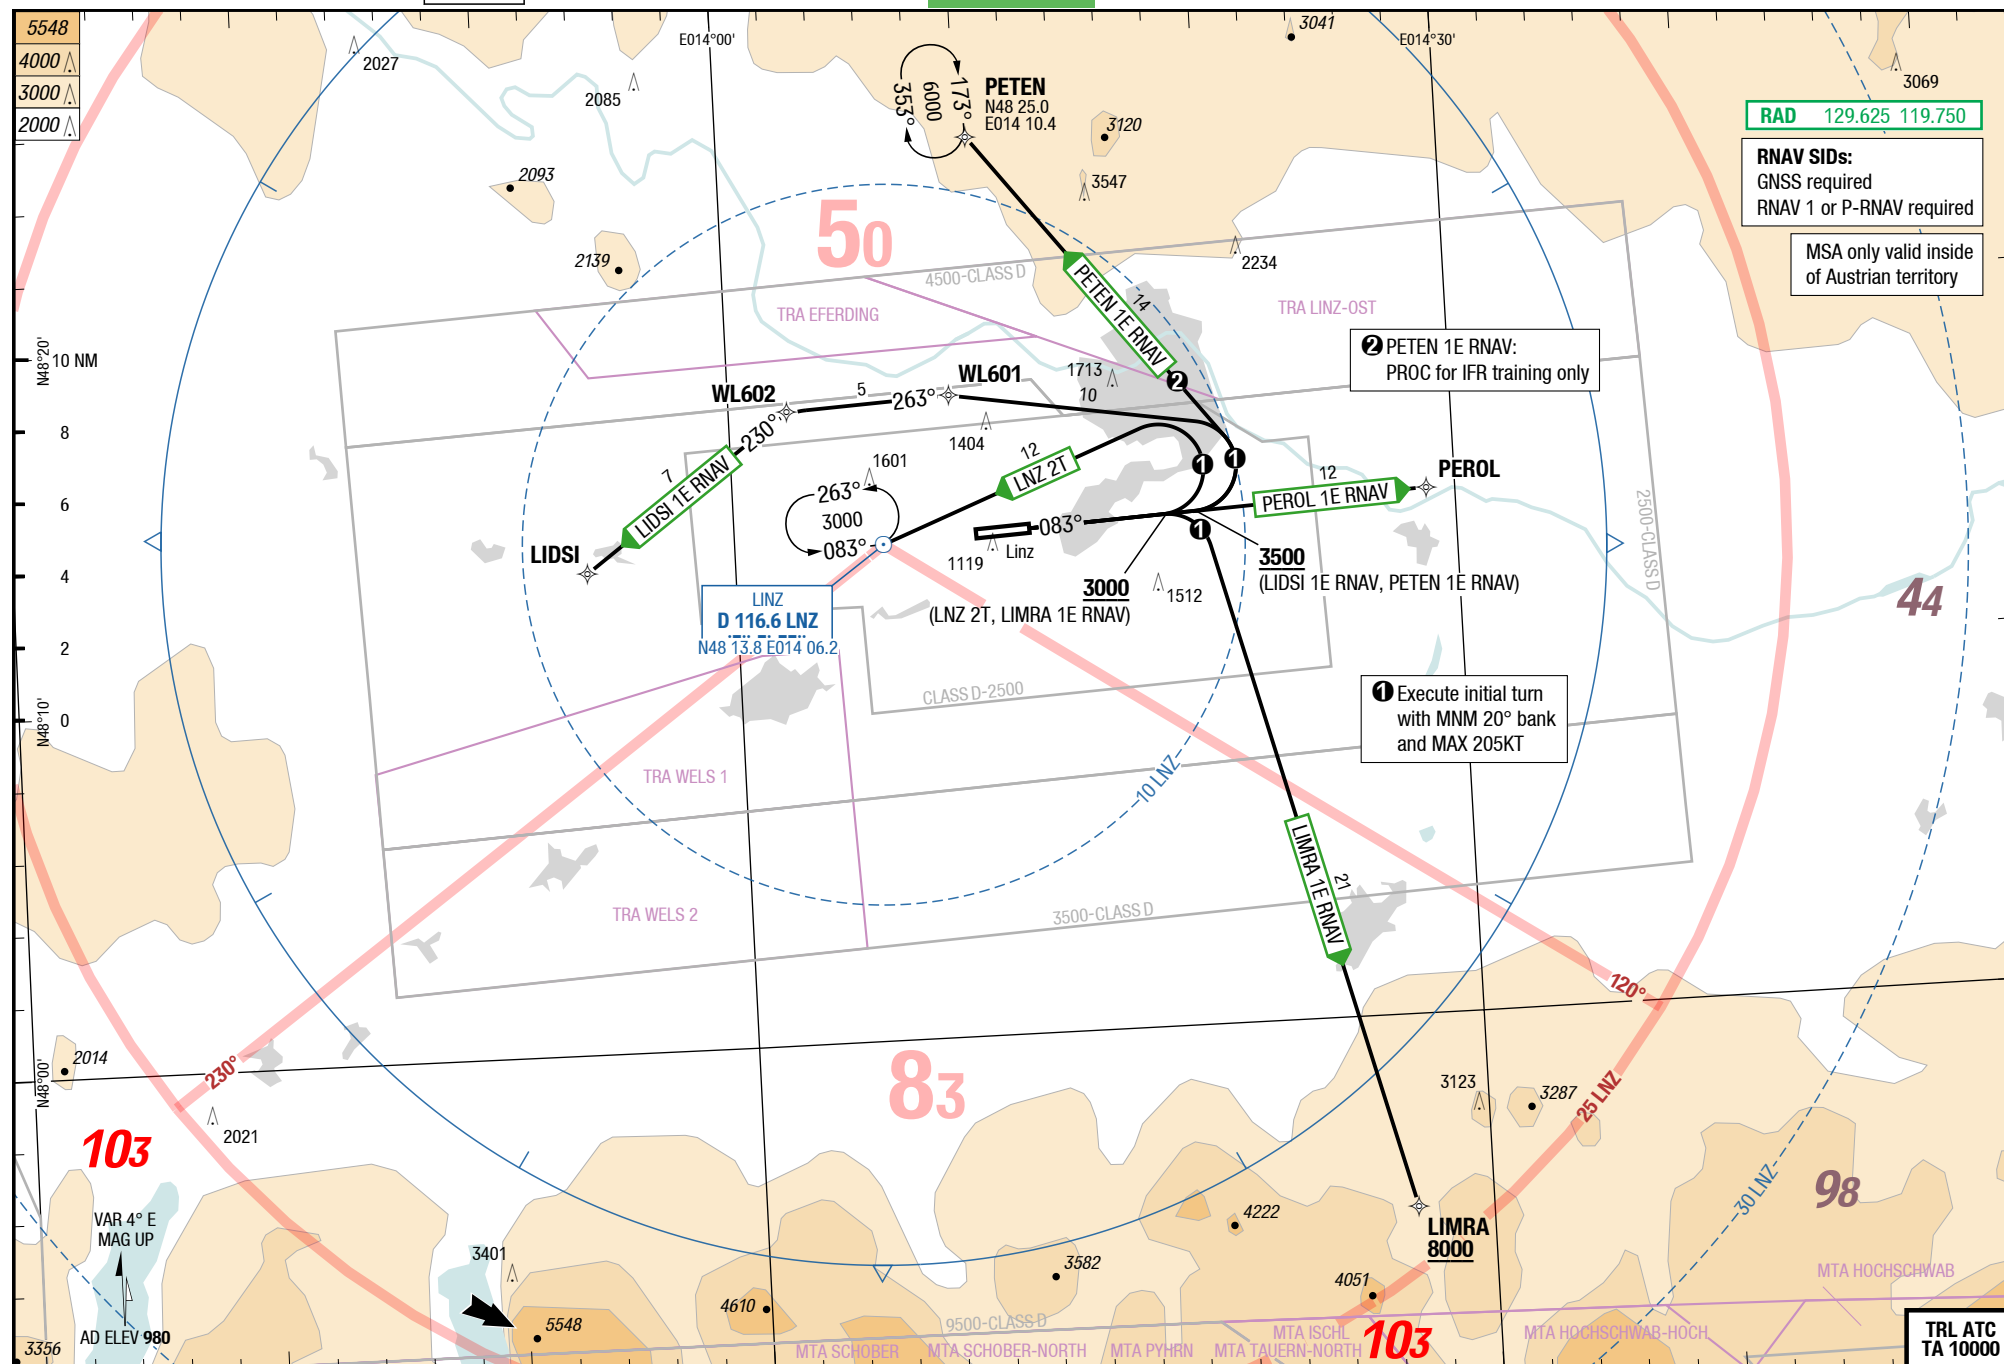 5548
4000
3000
2000
2027
2085
E014°00'
3041
E014°30'
3069
173°
6000
353°
PETEN
N48 25.0
E014 10.4
3120
3547
2093
2139
RAD 129.625 119.750
RNAV SIDs:
GNSS required
RNAV 1 or P-RNAV required
MSA only valid inside
of Austrian territory
50
2234
4500-CLASS D
TRA EFERDING
TRA LINZ-OST
14
PETEN 1E RNAV
2 PETEN 1E RNAV:
PROC for IFR training only
N48°20'
10 NM
8
6
4
2
0
N48°10'
N48°00'
WL602
5
263°
WL601
1713
10
2
230°
7
LIDSI 1E RNAV
LIDSI
1404
12
LNZ 2T
1601
263°
3000
083°
1
1
1
12
PEROL 1E RNAV
PEROL
083°
1119
Linz
3000
(LNZ 2T, LIMRA 1E RNAV)
3500
(LIDSI 1E RNAV, PETEN 1E RNAV)
1512
2500-CLASS D
44
LINZ
D 116.6 LNZ
N48 13.8 E014 06.2
CLASS D-2500
1 Execute initial turn
with MNM 20° bank
and MAX 205KT
TRA WELS 1
10 LNZ
TRA WELS 2
3500-CLASS D
21
LIMRA 1E RNAV
120°
230°
2014
2021
83
3123
3287
25 LNZ
103
98
30 LNZ
VAR 4° E
MAG UP
AD ELEV 980
3356
3401
5548
4610
3582
4222
4051
LIMRA
8000
9500-CLASS D
MTA SCHOBER
MTA SCHOBER-NORTH
MTA PYHRN
MTA ISCHL
MTA TAUERN-NORTH
103
MTA HOCHSCHWAB
MTA HOCHSCHWAB-HOCH
TRL ATC
TA 10000